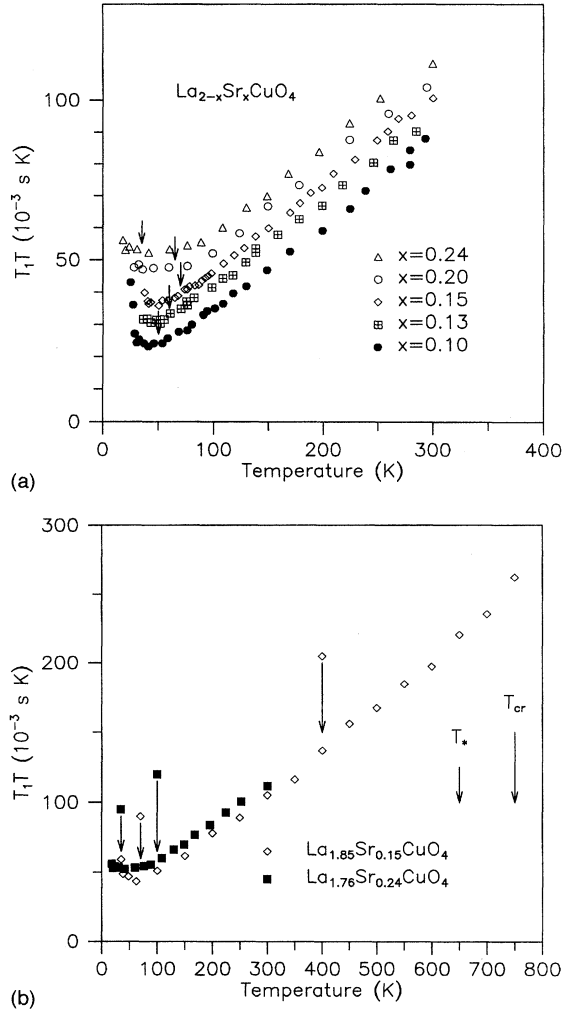 La₂₋ₓSrₓCuO₄
100
50
0
T₁T (10⁻³ s K)
x=0.24
x=0.20
x=0.15
x=0.13
x=0.10
0 100 200 300 400
Temperature (K)
(a)
300
200
100
0
T₁T (10⁻³ s K)
T*
T_cr
La₁.₈₅Sr₀.₁₅CuO₄
La₁.₇₆Sr₀.₂₄CuO₄
0 100 200 300 400 500 600 700 800
Temperature (K)
(b)